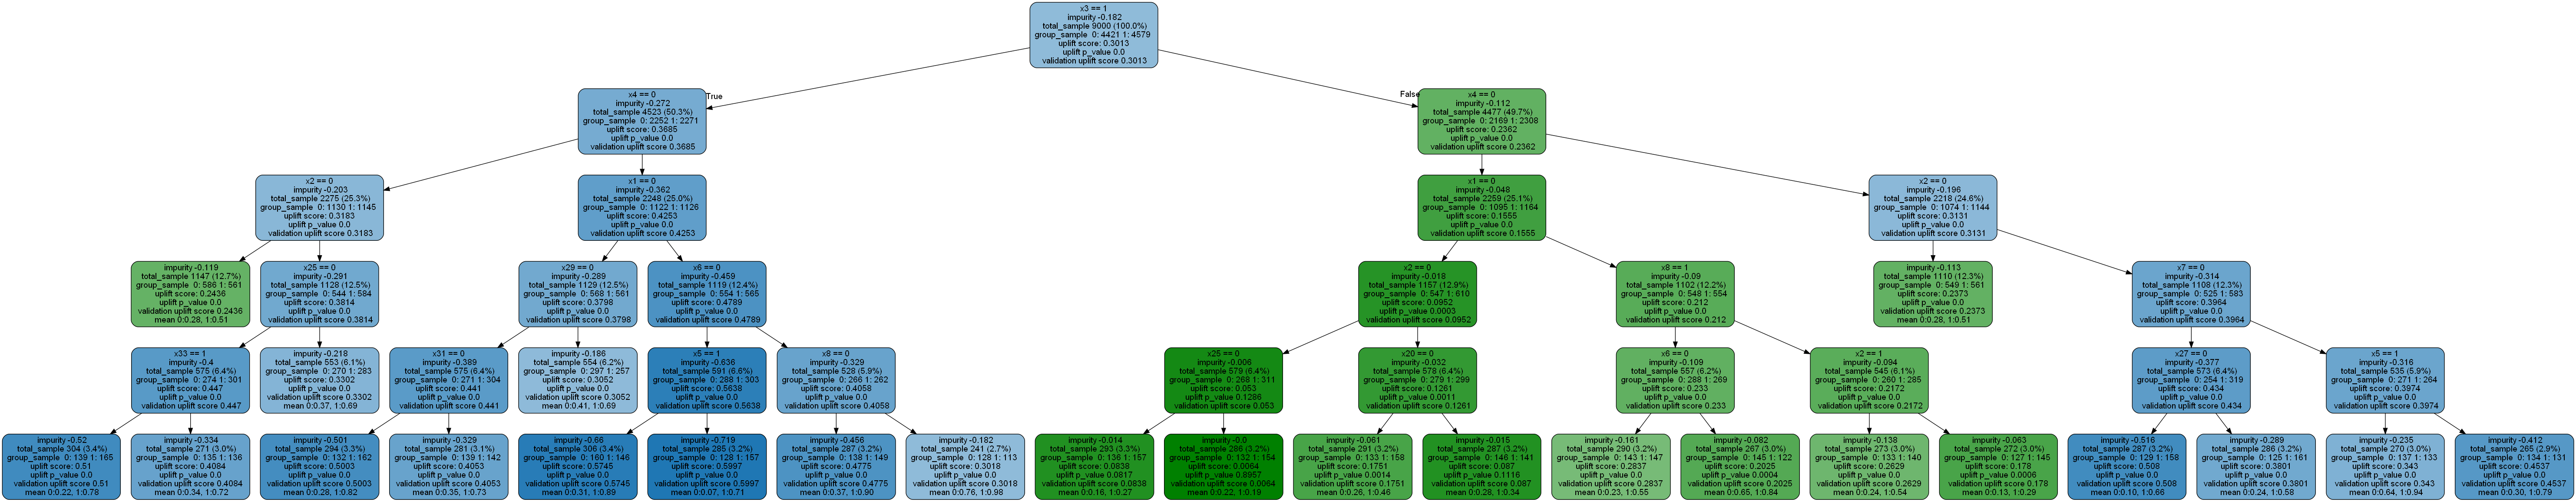 x3 == 1
impurity -0.182
total_sample 9000 (100.0%)
group_sample 0: 4421 1: 4579
uplift score: 0.3013
uplift p_value 0.0
validation uplift score 0.3013
True
False
x4 == 0
impurity -0.272
total_sample 4523 (50.3%)
group_sample 0: 2252 1: 2271
uplift score: 0.3685
uplift p_value 0.0
validation uplift score 0.3685
x4 == 0
impurity -0.112
total_sample 4477 (49.7%)
group_sample 0: 2169 1: 2308
uplift score: 0.2362
uplift p_value 0.0
validation uplift score 0.2362
x2 == 0
impurity -0.203
total_sample 2275 (25.3%)
group_sample 0: 1130 1: 1145
uplift score: 0.3183
uplift p_value 0.0
validation uplift score 0.3183
x1 == 0
impurity -0.362
total_sample 2248 (25.0%)
group_sample 0: 1122 1: 1126
uplift score: 0.4253
uplift p_value 0.0
validation uplift score 0.4253
x1 == 0
impurity -0.048
total_sample 2259 (25.1%)
group_sample 0: 1095 1: 1164
uplift score: 0.1555
uplift p_value 0.0
validation uplift score 0.1555
x2 == 0
impurity -0.196
total_sample 2218 (24.6%)
group_sample 0: 1074 1: 1144
uplift score: 0.3131
uplift p_value 0.0
validation uplift score 0.3131
impurity -0.119
total_sample 1147 (12.7%)
group_sample 0: 586 1: 561
uplift score: 0.2436
uplift p_value 0.0
validation uplift score 0.2436
mean 0:0.28, 1:0.51
x25 == 0
impurity -0.291
total_sample 1128 (12.5%)
group_sample 0: 544 1: 584
uplift score: 0.3814
uplift p_value 0.0
validation uplift score 0.3814
x29 == 0
impurity -0.289
total_sample 1129 (12.5%)
group_sample 0: 568 1: 561
uplift score: 0.3798
uplift p_value 0.0
validation uplift score 0.3798
x6 == 0
impurity -0.459
total_sample 1119 (12.4%)
group_sample 0: 554 1: 565
uplift score: 0.4789
uplift p_value 0.0
validation uplift score 0.4789
x2 == 0
impurity -0.018
total_sample 1157 (12.9%)
group_sample 0: 547 1: 610
uplift score: 0.0952
uplift p_value 0.0003
validation uplift score 0.0952
x8 == 1
impurity -0.09
total_sample 1102 (12.2%)
group_sample 0: 548 1: 554
uplift score: 0.212
uplift p_value 0.0
validation uplift score 0.212
impurity -0.113
total_sample 1110 (12.3%)
group_sample 0: 549 1: 561
uplift score: 0.2373
uplift p_value 0.0
validation uplift score 0.2373
mean 0:0.28, 1:0.51
x7 == 0
impurity -0.314
total_sample 1108 (12.3%)
group_sample 0: 525 1: 583
uplift score: 0.3964
uplift p_value 0.0
validation uplift score 0.3964
x33 == 1
impurity -0.4
total_sample 575 (6.4%)
group_sample 0: 274 1: 301
uplift score: 0.447
uplift p_value 0.0
validation uplift score 0.447
impurity -0.218
total_sample 553 (6.1%)
group_sample 0: 270 1: 283
uplift score: 0.3302
uplift p_value 0.0
validation uplift score 0.3302
mean 0:0.37, 1:0.69
x31 == 0
impurity -0.389
total_sample 575 (6.4%)
group_sample 0: 271 1: 304
uplift score: 0.441
uplift p_value 0.0
validation uplift score 0.441
impurity -0.186
total_sample 554 (6.2%)
group_sample 0: 297 1: 257
uplift score: 0.3052
uplift p_value 0.0
validation uplift score 0.3052
mean 0:0.41, 1:0.69
x5 == 1
impurity -0.636
total_sample 591 (6.6%)
group_sample 0: 288 1: 303
uplift score: 0.5638
uplift p_value 0.0
validation uplift score 0.5638
x8 == 0
impurity -0.329
total_sample 528 (5.9%)
group_sample 0: 266 1: 262
uplift score: 0.4058
uplift p_value 0.0
validation uplift score 0.4058
x25 == 0
impurity -0.006
total_sample 579 (6.4%)
group_sample 0: 268 1: 311
uplift score: 0.053
uplift p_value 0.1286
validation uplift score 0.053
x20 == 0
impurity -0.032
total_sample 578 (6.4%)
group_sample 0: 279 1: 299
uplift score: 0.1261
uplift p_value 0.0011
validation uplift score 0.1261
x6 == 0
impurity -0.109
total_sample 557 (6.2%)
group_sample 0: 288 1: 269
uplift score: 0.233
uplift p_value 0.0
validation uplift score 0.233
x2 == 1
impurity -0.094
total_sample 545 (6.1%)
group_sample 0: 260 1: 285
uplift score: 0.2172
uplift p_value 0.0
validation uplift score 0.2172
x27 == 0
impurity -0.377
total_sample 573 (6.4%)
group_sample 0: 254 1: 319
uplift score: 0.434
uplift p_value 0.0
validation uplift score 0.434
x5 == 1
impurity -0.316
total_sample 535 (5.9%)
group_sample 0: 271 1: 264
uplift score: 0.3974
uplift p_value 0.0
validation uplift score 0.3974
impurity -0.52
total_sample 304 (3.4%)
group_sample 0: 139 1: 165
uplift score: 0.51
uplift p_value 0.0
validation uplift score 0.51
mean 0:0.22, 1:0.78
impurity -0.334
total_sample 271 (3.0%)
group_sample 0: 135 1: 136
uplift score: 0.4084
uplift p_value 0.0
validation uplift score 0.4084
mean 0:0.34, 1:0.72
impurity -0.501
total_sample 294 (3.3%)
group_sample 0: 132 1: 162
uplift score: 0.5003
uplift p_value 0.0
validation uplift score 0.5003
mean 0:0.28, 1:0.82
impurity -0.329
total_sample 281 (3.1%)
group_sample 0: 139 1: 142
uplift score: 0.4053
uplift p_value 0.0
validation uplift score 0.4053
mean 0:0.35, 1:0.73
impurity -0.66
total_sample 306 (3.4%)
group_sample 0: 160 1: 146
uplift score: 0.5745
uplift p_value 0.0
validation uplift score 0.5745
mean 0:0.31, 1:0.89
impurity -0.719
total_sample 285 (3.2%)
group_sample 0: 128 1: 157
uplift score: 0.5997
uplift p_value 0.0
validation uplift score 0.5997
mean 0:0.07, 1:0.71
impurity -0.456
total_sample 287 (3.2%)
group_sample 0: 138 1: 149
uplift score: 0.4775
uplift p_value 0.0
validation uplift score 0.4775
mean 0:0.37, 1:0.90
impurity -0.182
total_sample 241 (2.7%)
group_sample 0: 128 1: 113
uplift score: 0.3018
uplift p_value 0.0
validation uplift score 0.3018
mean 0:0.76, 1:0.98
impurity -0.014
total_sample 293 (3.3%)
group_sample 0: 136 1: 157
uplift score: 0.0838
uplift p_value 0.0817
validation uplift score 0.0838
mean 0:0.16, 1:0.27
impurity -0.0
total_sample 286 (3.2%)
group_sample 0: 132 1: 154
uplift score: 0.0064
uplift p_value 0.8957
validation uplift score 0.0064
mean 0:0.22, 1:0.19
impurity -0.061
total_sample 291 (3.2%)
group_sample 0: 133 1: 158
uplift score: 0.1751
uplift p_value 0.0014
validation uplift score 0.1751
mean 0:0.26, 1:0.46
impurity -0.015
total_sample 287 (3.2%)
group_sample 0: 146 1: 141
uplift score: 0.087
uplift p_value 0.1116
validation uplift score 0.087
mean 0:0.28, 1:0.34
impurity -0.161
total_sample 290 (3.2%)
group_sample 0: 143 1: 147
uplift score: 0.2837
uplift p_value 0.0
validation uplift score 0.2837
mean 0:0.23, 1:0.55
impurity -0.082
total_sample 267 (3.0%)
group_sample 0: 145 1: 122
uplift score: 0.2025
uplift p_value 0.0004
validation uplift score 0.2025
mean 0:0.65, 1:0.84
impurity -0.138
total_sample 273 (3.0%)
group_sample 0: 133 1: 140
uplift score: 0.2629
uplift p_value 0.0
validation uplift score 0.2629
mean 0:0.24, 1:0.54
impurity -0.063
total_sample 272 (3.0%)
group_sample 0: 127 1: 145
uplift score: 0.178
uplift p_value 0.0006
validation uplift score 0.178
mean 0:0.13, 1:0.29
impurity -0.516
total_sample 287 (3.2%)
group_sample 0: 129 1: 158
uplift score: 0.508
uplift p_value 0.0
validation uplift score 0.508
mean 0:0.10, 1:0.66
impurity -0.289
total_sample 286 (3.2%)
group_sample 0: 125 1: 161
uplift score: 0.3801
uplift p_value 0.0
validation uplift score 0.3801
mean 0:0.24, 1:0.58
impurity -0.235
total_sample 270 (3.0%)
group_sample 0: 137 1: 133
uplift score: 0.343
uplift p_value 0.0
validation uplift score 0.343
mean 0:0.64, 1:0.94
impurity -0.412
total_sample 265 (2.9%)
group_sample 0: 134 1: 131
uplift score: 0.4537
uplift p_value 0.0
validation uplift score 0.4537
mean 0:0.30, 1:0.79